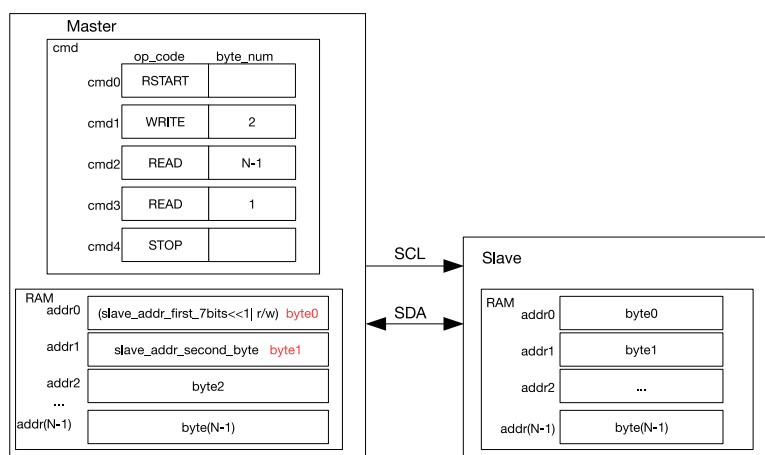 Master
cmd
op_code byte_num
cmd0 RSTART
cmd1 WRITE 2
cmd2 READ N-1
cmd3 READ 1
cmd4 STOP
RAM
addr0 (slave_addr_first_7bits<<1| r/w) byte0
addr1 slave_addr_second_byte byte1
addr2 byte2
...
addr(N-1) byte(N-1)
SCL
SDA
Slave
RAM
addr0 byte0
addr1 byte1
addr2 ...
addr(N-1) byte(N-1)